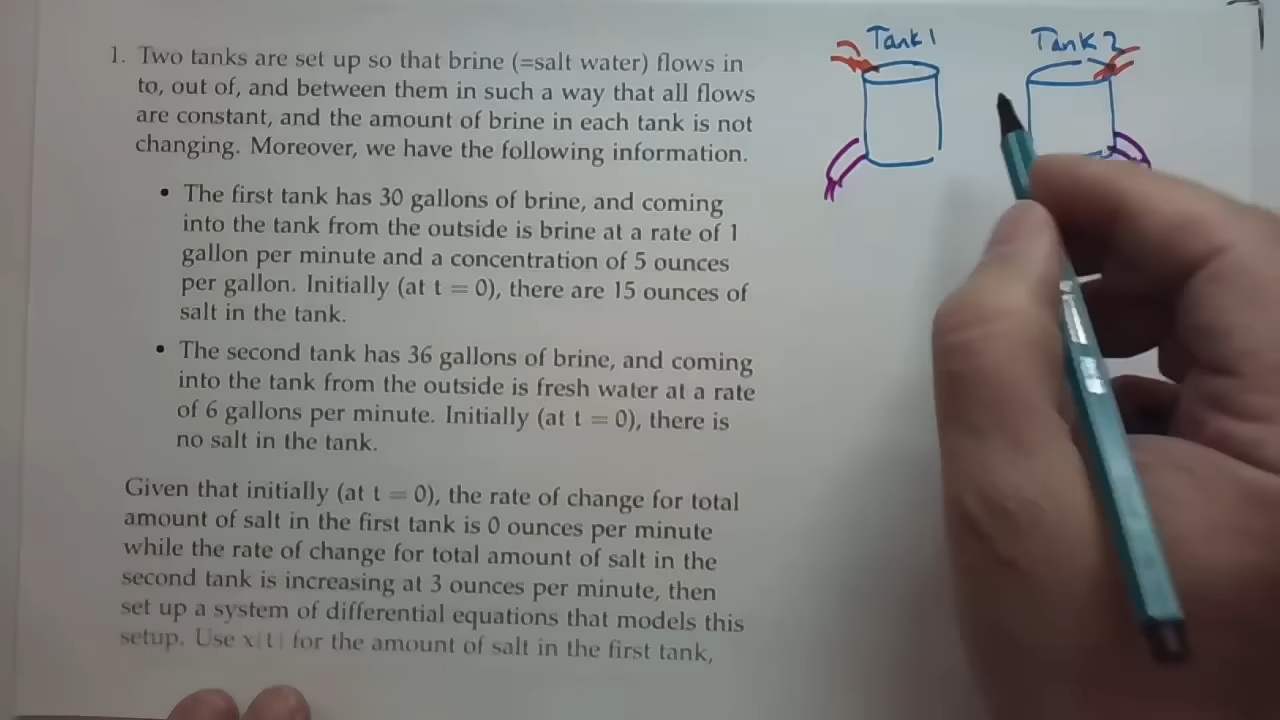 1. Two tanks are set up so that brine (=salt water) flows in
to, out of, and between them in such a way that all flows
are constant, and the amount of brine in each tank is not
changing. Moreover, we have the following information.
• The first tank has 30 gallons of brine, and coming
into the tank from the outside is brine at a rate of 1
gallon per minute and a concentration of 5 ounces
per gallon. Initially (at t = 0), there are 15 ounces of
salt in the tank.
• The second tank has 36 gallons of brine, and coming
into the tank from the outside is fresh water at a rate
of 6 gallons per minute. Initially (at t = 0), there is
no salt in the tank.
Given that initially (at t = 0), the rate of change for total
amount of salt in the first tank is 0 ounces per minute
while the rate of change for total amount of salt in the
second tank is increasing at 3 ounces per minute, then
set up a system of differential equations that models this
setup. Use x(t) for the amount of salt in the first tank,
Tank 1
Tank 2